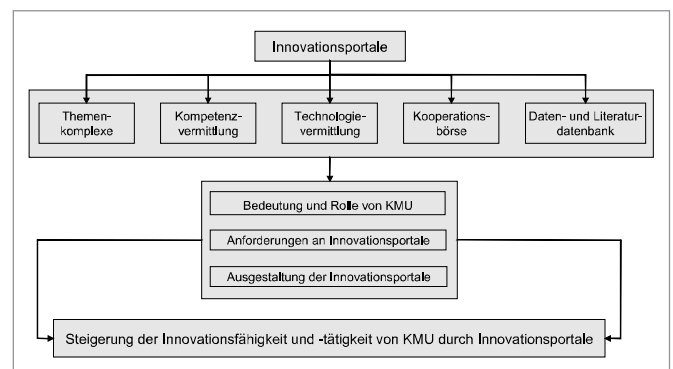 Innovationsportale
Themen-
komplexe
Kompetenz-
vermittlung
Technologie-
vermittlung
Kooperations-
börse
Daten- und Literatur-
datenbank
Bedeutung und Rolle von KMU
Anforderungen an Innovationsportale
Ausgestaltung der Innovationsportale
Steigerung der Innovationsfähigkeit und -tätigkeit von KMU durch Innovationsportale